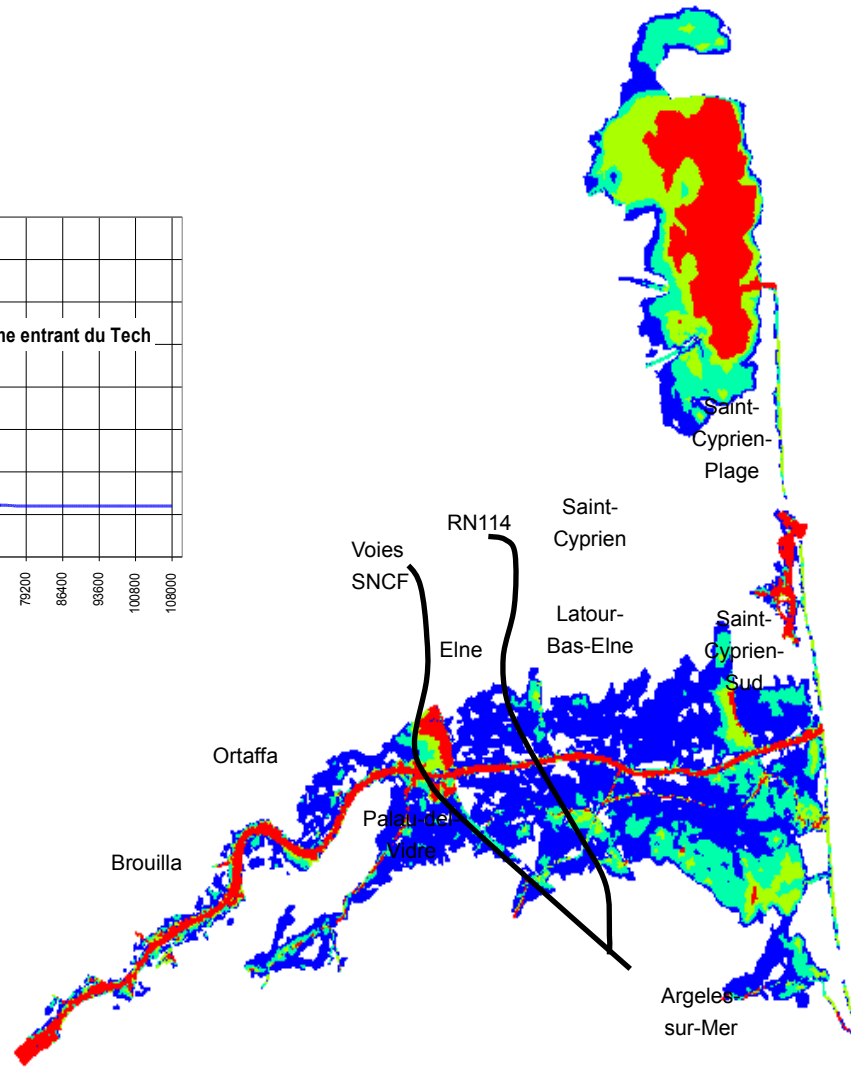 ne entrant du Tech
79200
86400
93600
100800
108000
Saint-
Cyprien-
Plage
RN114
Saint-
Cyprien
Voies
SNCF
Latour-
Bas-Elne
Saint-
Cyprien-
Sud
Elne
Ortaffa
Palau-del-
Vidre
Brouilla
Argeles-
sur-Mer